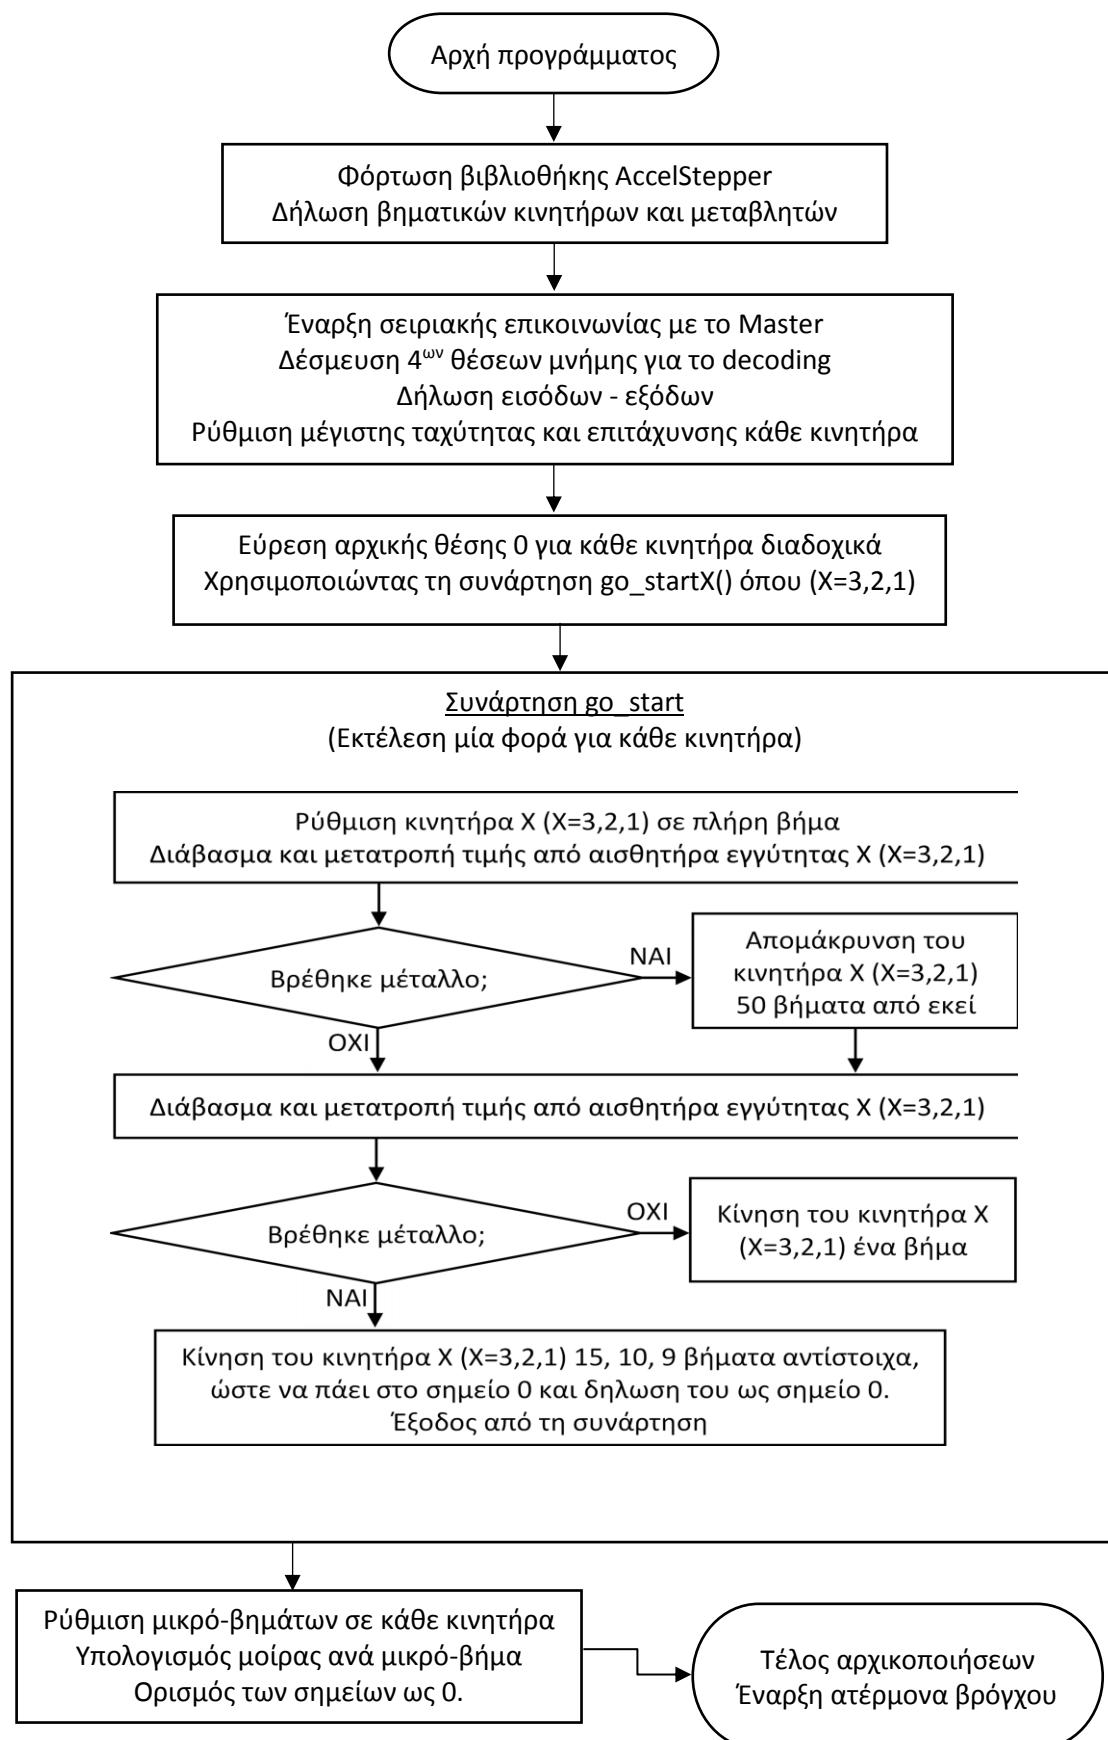 Αρχή προγράμματος
Φόρτωση βιβλιοθήκης AccelStepper
Δήλωση βηματικών κινητήρων και μεταβλητών
Έναρξη σειριακής επικοινωνίας με το Master
Δέσμευση 4ων θέσεων μνήμης για το decoding
Δήλωση εισόδων - εξόδων
Ρύθμιση μέγιστης ταχύτητας και επιτάχυνσης κάθε κινητήρα
Εύρεση αρχικής θέσης 0 για κάθε κινητήρα διαδοχικά
Χρησιμοποιώντας τη συνάρτηση go_startX() όπου (X=3,2,1)
Συνάρτηση go_start
(Εκτέλεση μία φορά για κάθε κινητήρα)
Ρύθμιση κινητήρα X (X=3,2,1) σε πλήρη βήμα
Διάβασμα και μετατροπή τιμής από αισθητήρα εγγύτητας X (X=3,2,1)
Βρέθηκε μέταλλο;
ΝΑΙ
Απομάκρυνση του
κινητήρα X (X=3,2,1)
50 βήματα από εκεί
ΟΧΙ
Διάβασμα και μετατροπή τιμής από αισθητήρα εγγύτητας X (X=3,2,1)
Βρέθηκε μέταλλο;
ΟΧΙ
Κίνηση του κινητήρα X
(X=3,2,1) ένα βήμα
ΝΑΙ
Κίνηση του κινητήρα X (X=3,2,1) 15, 10, 9 βήματα αντίστοιχα,
ώστε να πάει στο σημείο 0 και δηλωση του ως σημείο 0.
Έξοδος από τη συνάρτηση
Ρύθμιση μικρό-βημάτων σε κάθε κινητήρα
Υπολογισμός μοίρας ανά μικρό-βήμα
Ορισμός των σημείων ως 0.
Τέλος αρχικοποιήσεων
Έναρξη ατέρμονα βρόγχου